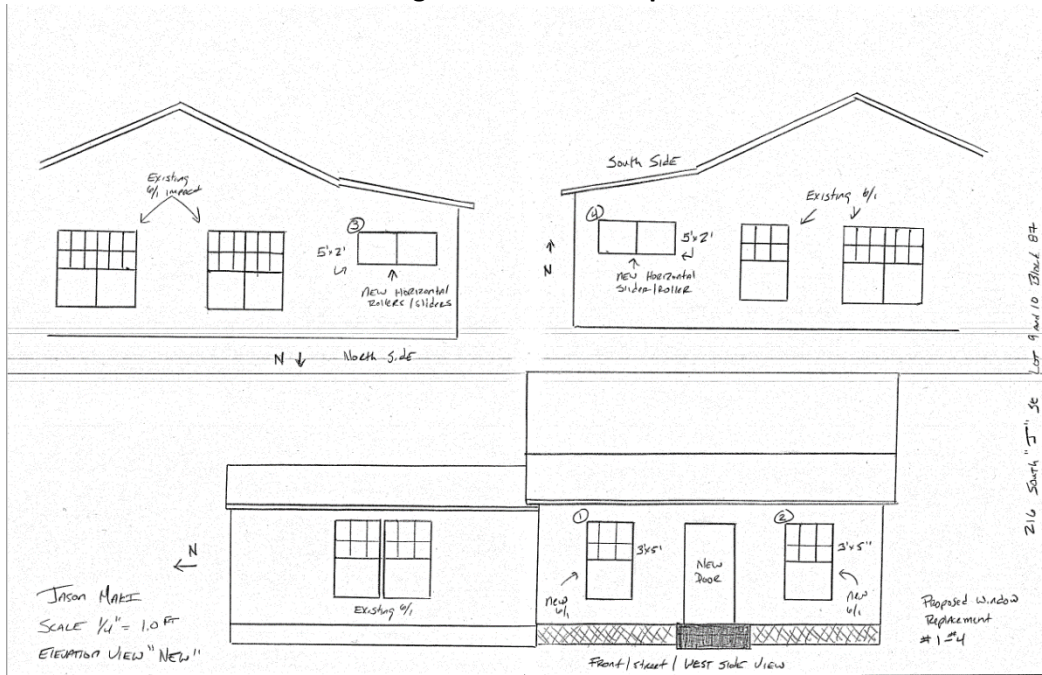 Existing
6/1 impact
③
5'x2'
New Horizontal
Rollers/sliders
N
North Side
South Side
④
5'x2'
N
New Horizontal
Slider/Roller
Existing 6/1
216 South "J" St Lot 9 and 10 Block 87
N
Existing 6/1
①
3'x5'
new
6/1
New
Door
②
3'x5"
new
6/1
Jason Maki
Scale 1/4" = 1.0 FT
Elevation View "New"
Front/street/West Side View
Proposed Window
Replacement
#1-#4